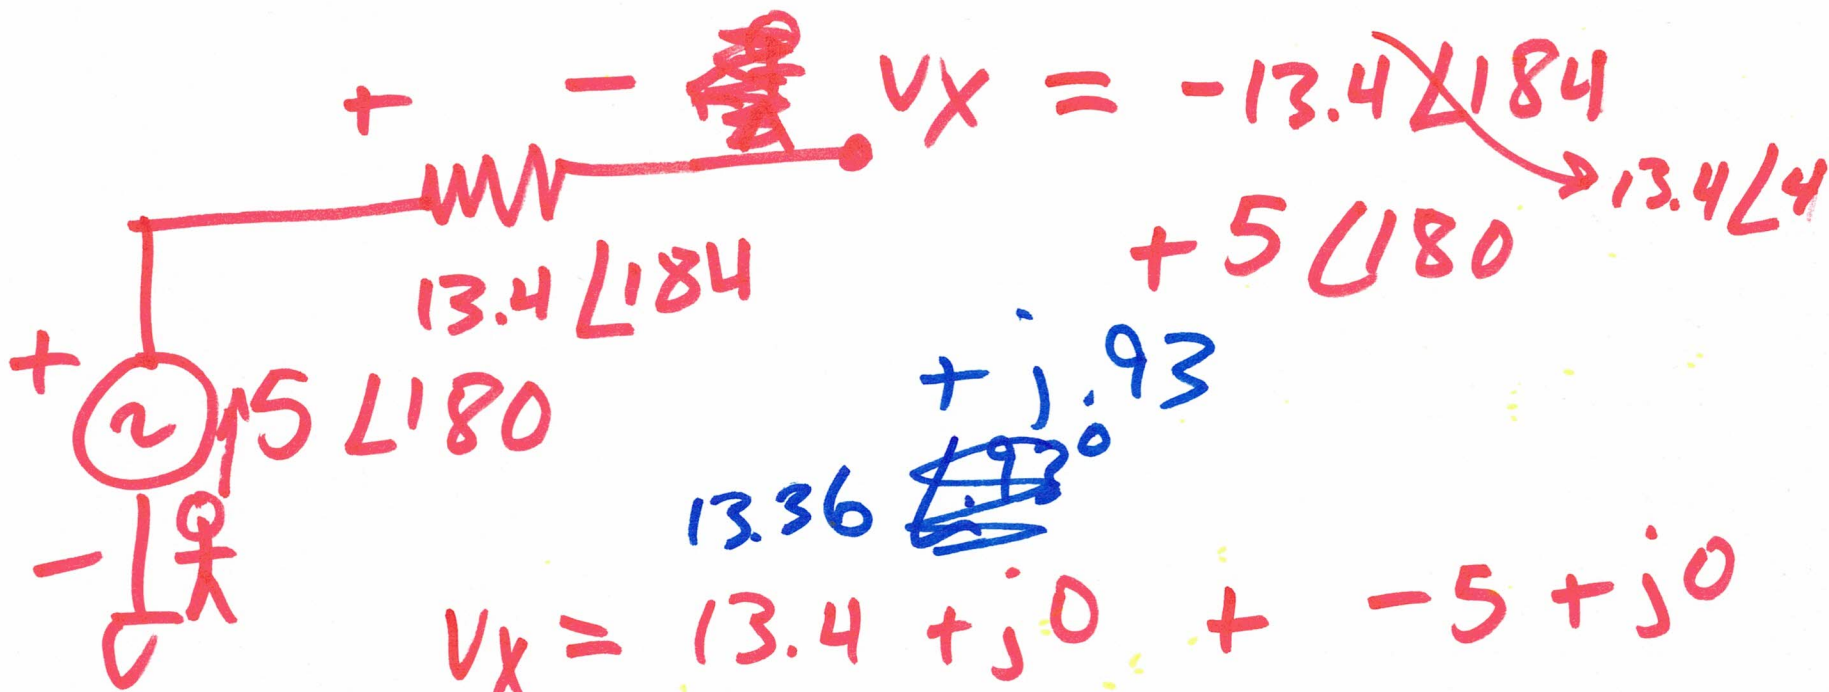 + - Vx = -13.4∠184
13.4∠4
+ 5∠180
13.4∠184
+
5∠180
+ j.93
13.36
-
Vx = 13.4 + j0 + -5 + j0